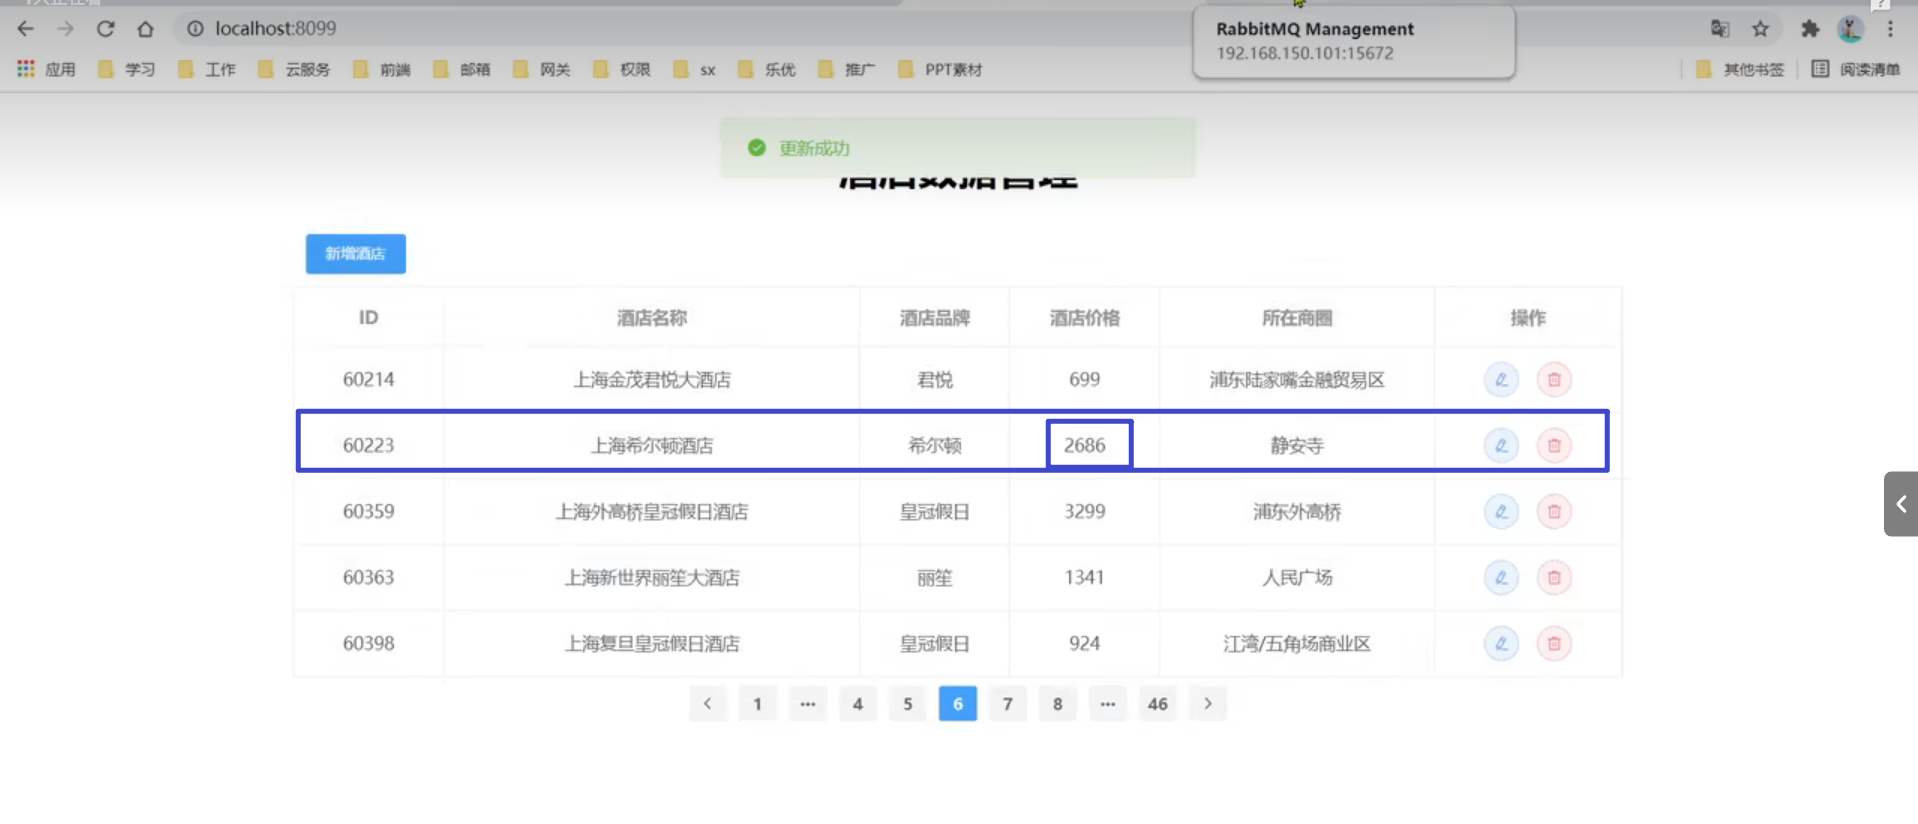 localhost:8099
RabbitMQ Management
192.168.150.101:15672
应用 学习 工作 云服务 前端 邮箱 网关 权限 sx 乐优 推广 PPT素材 其他书签 阅读清单
更新成功
酒店数据管理
新增酒店
ID 酒店名称 酒店品牌 酒店价格 所在商圈 操作
60214 上海金茂君悦大酒店 君悦 699 浦东陆家嘴金融贸易区
60223 上海希尔顿酒店 希尔顿 2686 静安寺
60359 上海外高桥皇冠假日酒店 皇冠假日 3299 浦东外高桥
60363 上海新世界丽笙大酒店 丽笙 1341 人民广场
60398 上海复旦皇冠假日酒店 皇冠假日 924 江湾/五角场商业区
1 ... 4 5 6 7 8 ... 46